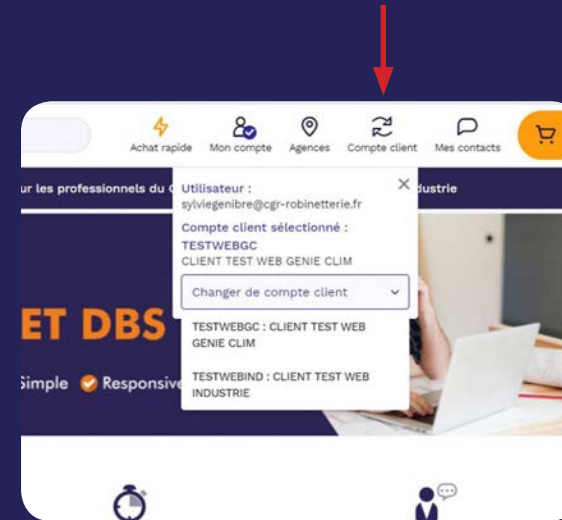 Achat rapide
Mon compte
Agences
Compte client
Mes contacts
ur les professionnels du
dustrie
Utilisateur :
sylviegenibre@cgr-robinetterie.fr
Compte client sélectionné :
TESTWEBGC
CLIENT TEST WEB GENIE CLIM
Changer de compte client
TESTWEBGC : CLIENT TEST WEB
GENIE CLIM
TESTWEBIND : CLIENT TEST WEB
INDUSTRIE
ET DBS
Simple Responsive